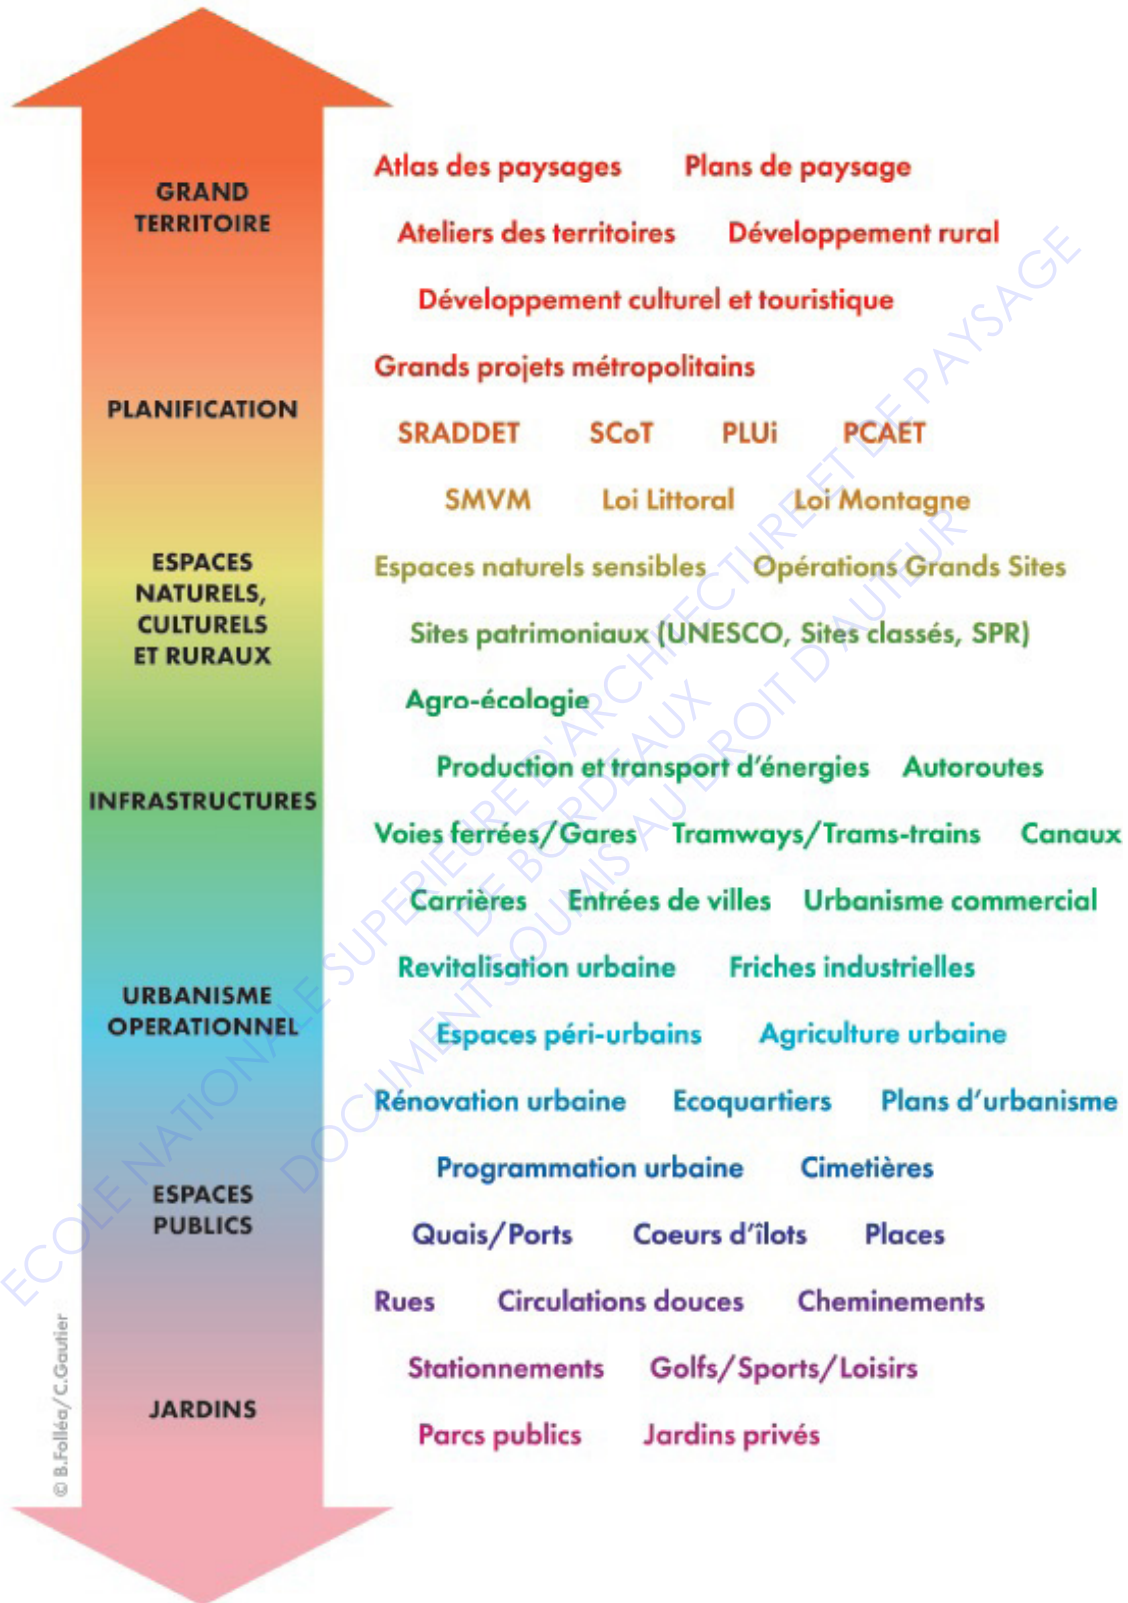 GRAND
TERRITOIRE
PLANIFICATION
ESPACES
NATURELS,
CULTURELS
ET RURAUX
INFRASTRUCTURES
URBANISME
OPERATIONNEL
ESPACES
PUBLICS
JARDINS
Atlas des paysages Plans de paysage
Ateliers des territoires Développement rural
Développement culturel et touristique
Grands projets métropolitains
SRADDET SCoT PLUi PCAET
SMVM Loi Littoral Loi Montagne
Espaces naturels sensibles Opérations Grands Sites
Sites patrimoniaux (UNESCO, Sites classés, SPR)
Agro-écologie
Production et transport d'énergies Autoroutes
Voies ferrées/Gares Tramways/Trams-trains Canaux
Carrières Entrées de villes Urbanisme commercial
Revitalisation urbaine Friches industrielles
Espaces péri-urbains Agriculture urbaine
Rénovation urbaine Ecoquartiers Plans d'urbanisme
Programmation urbaine Cimetières
Quais/Ports Coeurs d'îlots Places
Rues Circulations douces Cheminements
Stationnements Golfs/Sports/Loisirs
Parcs publics Jardins privés
© B.Folléa/C.Gautier
ECOLE NATIONALE SUPERIEURE D'ARCHITECTURE ET DE PAYSAGE
DE BORDEAUX
DOCUMENT SOUMIS AU DROIT D'AUTEUR